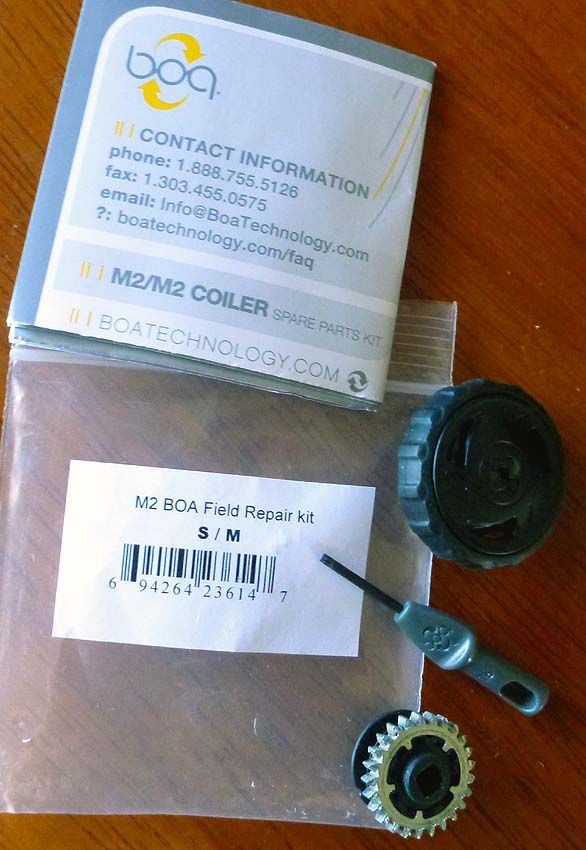 boa
CONTACT INFORMATION
phone: 1.888.755.5126
fax: 1.303.455.0575
email: Info@BoaTechnology.com
?: boatechnology.com/faq
M2/M2 COILER SPARE PARTS KIT
BOATECHNOLOGY.COM
M2 BOA Field Repair kit
S / M
6 94264 23614 7